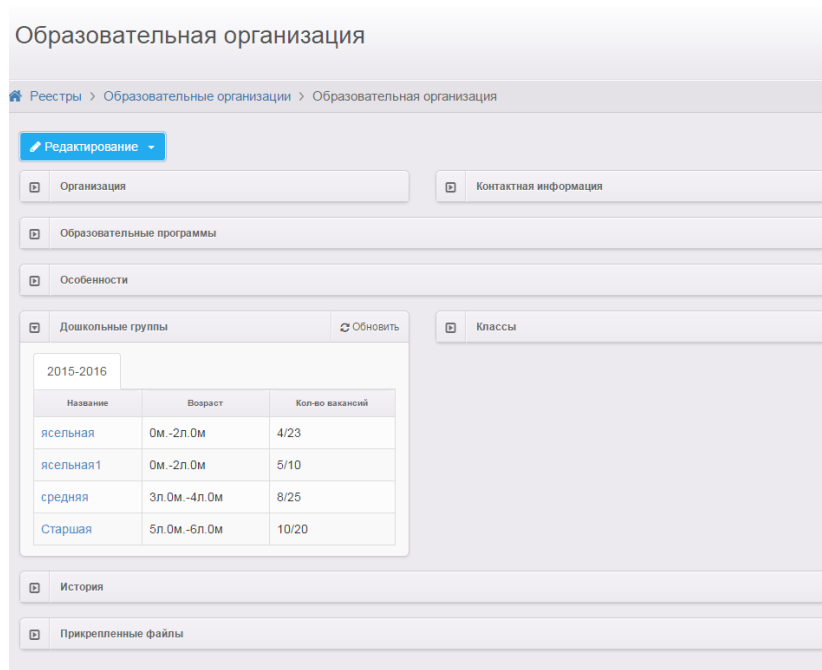 Образовательная организация
Реестры > Образовательные организации > Образовательная организация
Редактирование
Организация
Контактная информация
Образовательные программы
Особенности
Дошкольные группы Обновить
Классы
2015-2016
Название Возраст Кол-во вакансий
ясельная 0м.-2л.0м 4/23
ясельная1 0м.-2л.0м 5/10
средняя 3л.0м.-4л.0м 8/25
Старшая 5л.0м.-6л.0м 10/20
История
Прикрепленные файлы